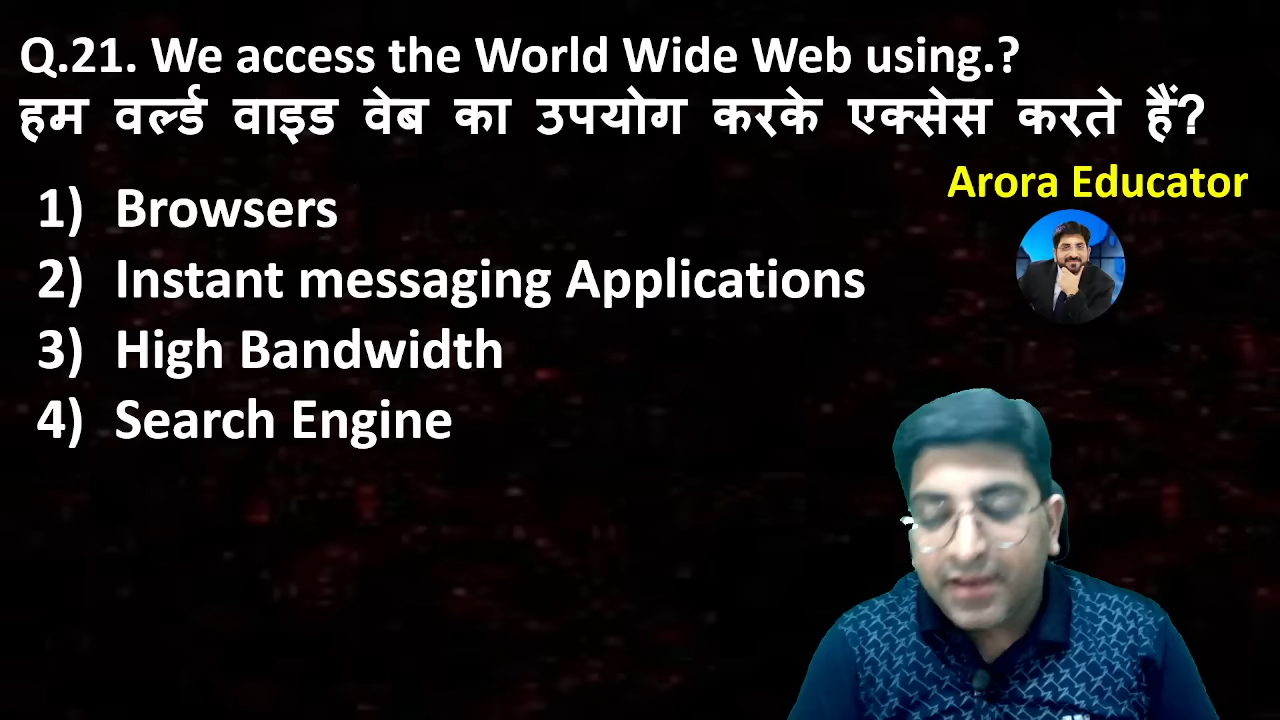 Q.21. We access the World Wide Web using.?
हम वर्ल्ड वाइड वेब का उपयोग करके एक्सेस करते हैं?
Arora Educator
1) Browsers
2) Instant messaging Applications
3) High Bandwidth
4) Search Engine